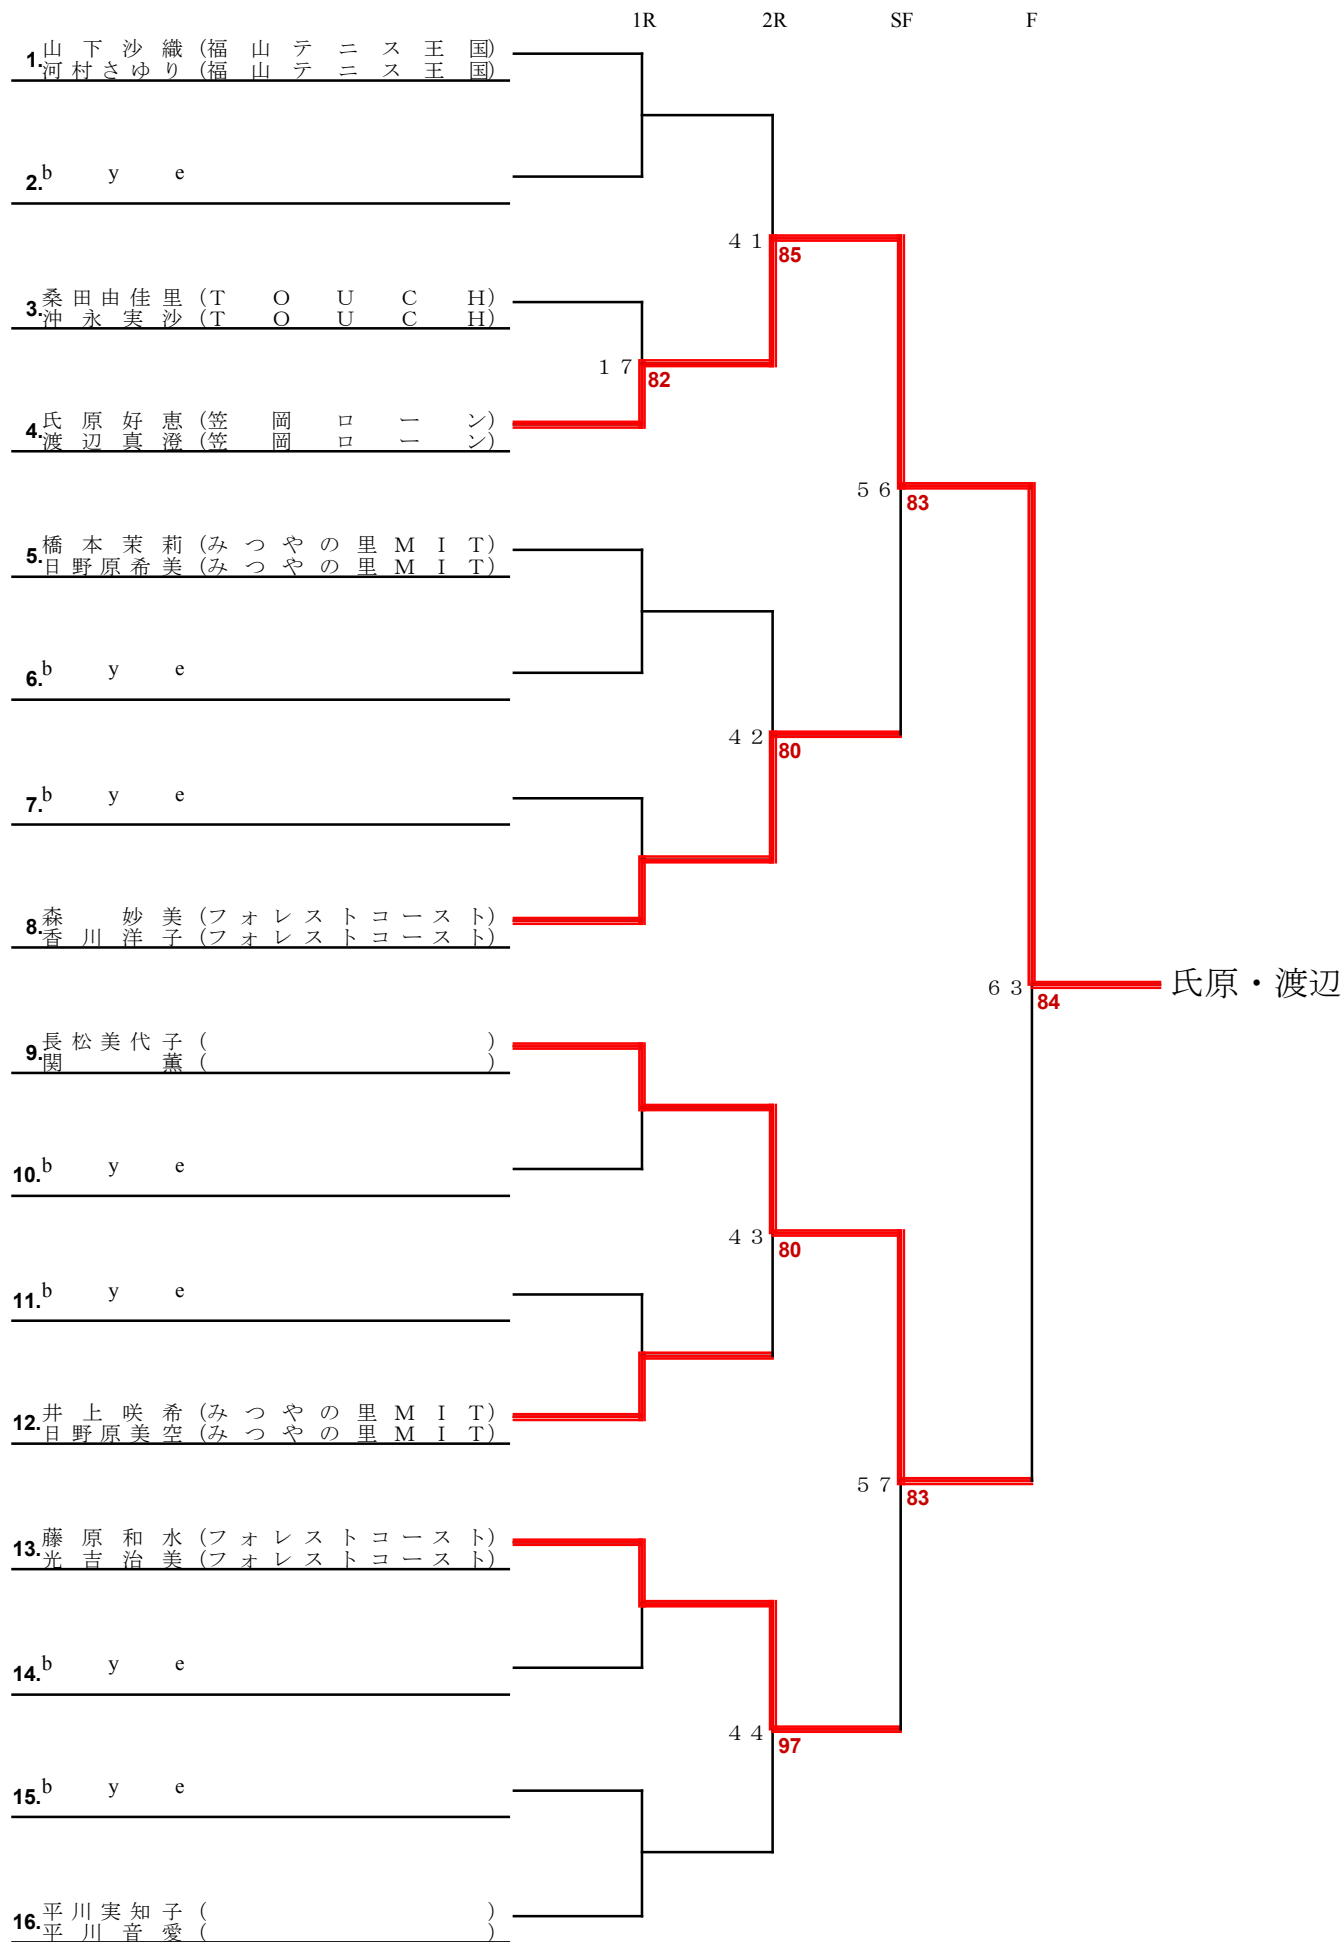 1R 2R SF F
1. 山下沙織 (福山テニス王国)
河村さゆり (福山テニス王国)
2. bye
41 85
3. 桑田由佳里 (TOUCH)
沖永実沙 (TOUCH)
17 82
4. 氏原好恵 (笠岡ローン)
渡辺真澄 (笠岡ローン)
56 83
5. 橋本茉莉 (みつやの里MIT)
日野原希美 (みつやの里MIT)
6. bye
42 80
7. bye
8. 森妙美 (フォレストコースト)
香川洋子 (フォレストコースト)
63 84 氏原・渡辺
9. 長松美代子 ( )
関薫 ( )
10. bye
43 80
11. bye
12. 井上咲希 (みつやの里MIT)
日野原美空 (みつやの里MIT)
57 83
13. 藤原和水 (フォレストコースト)
光吉治美 (フォレストコースト)
14. bye
44 97
15. bye
16. 平川実知子 ( )
平川音愛 ( )